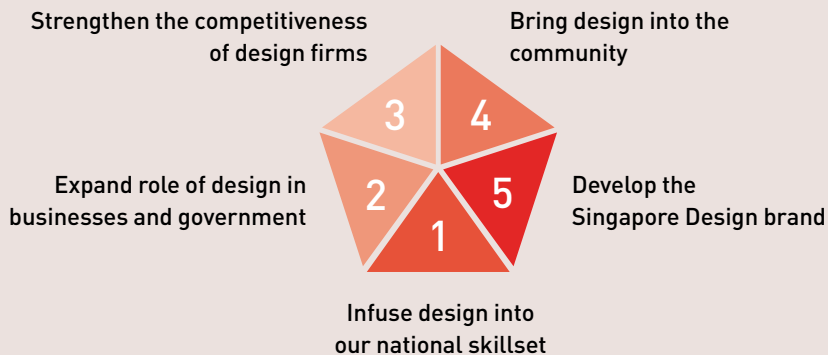 Strengthen the competitiveness
of design firms
Bring design into the
community
3
4
Expand role of design in
businesses and government
2
5
Develop the
Singapore Design brand
1
Infuse design into
our national skillset